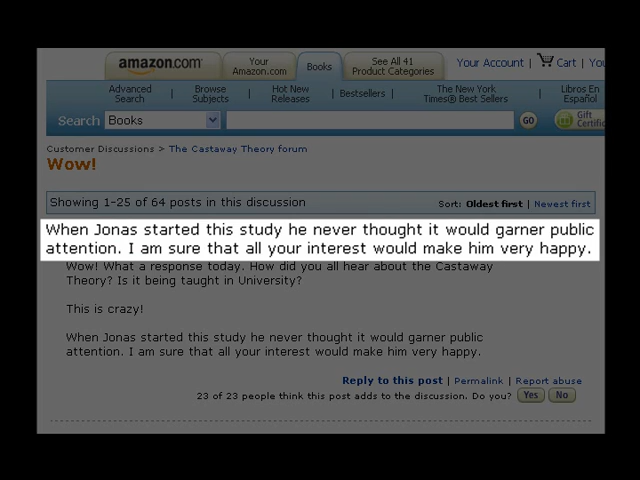 amazon.com
Your Amazon.com
Books
See All 41 Product Categories
Your Account | Cart |
Advanced Search | Browse Subjects | Hot New Releases | Bestsellers | The New York Times® Best Sellers | Libros En Español
Search Books GO Gift
Customer Discussions > The Castaway Theory forum
Wow!
Showing 1-25 of 64 posts in this discussion
Sort: Oldest first | Newest first
When Jonas started this study he never thought it would garner public
attention. I am sure that all your interest would make him very happy.
Wow! What a response today. How did you all hear about the Castaway
Theory? Is it being taught in University?
This is crazy!
When Jonas started this study he never thought it would garner public
attention. I am sure that all your interest would make him very happy.
Reply to this post | Permalink | Report abuse
23 of 23 people think this post adds to the discussion. Do you? Yes No